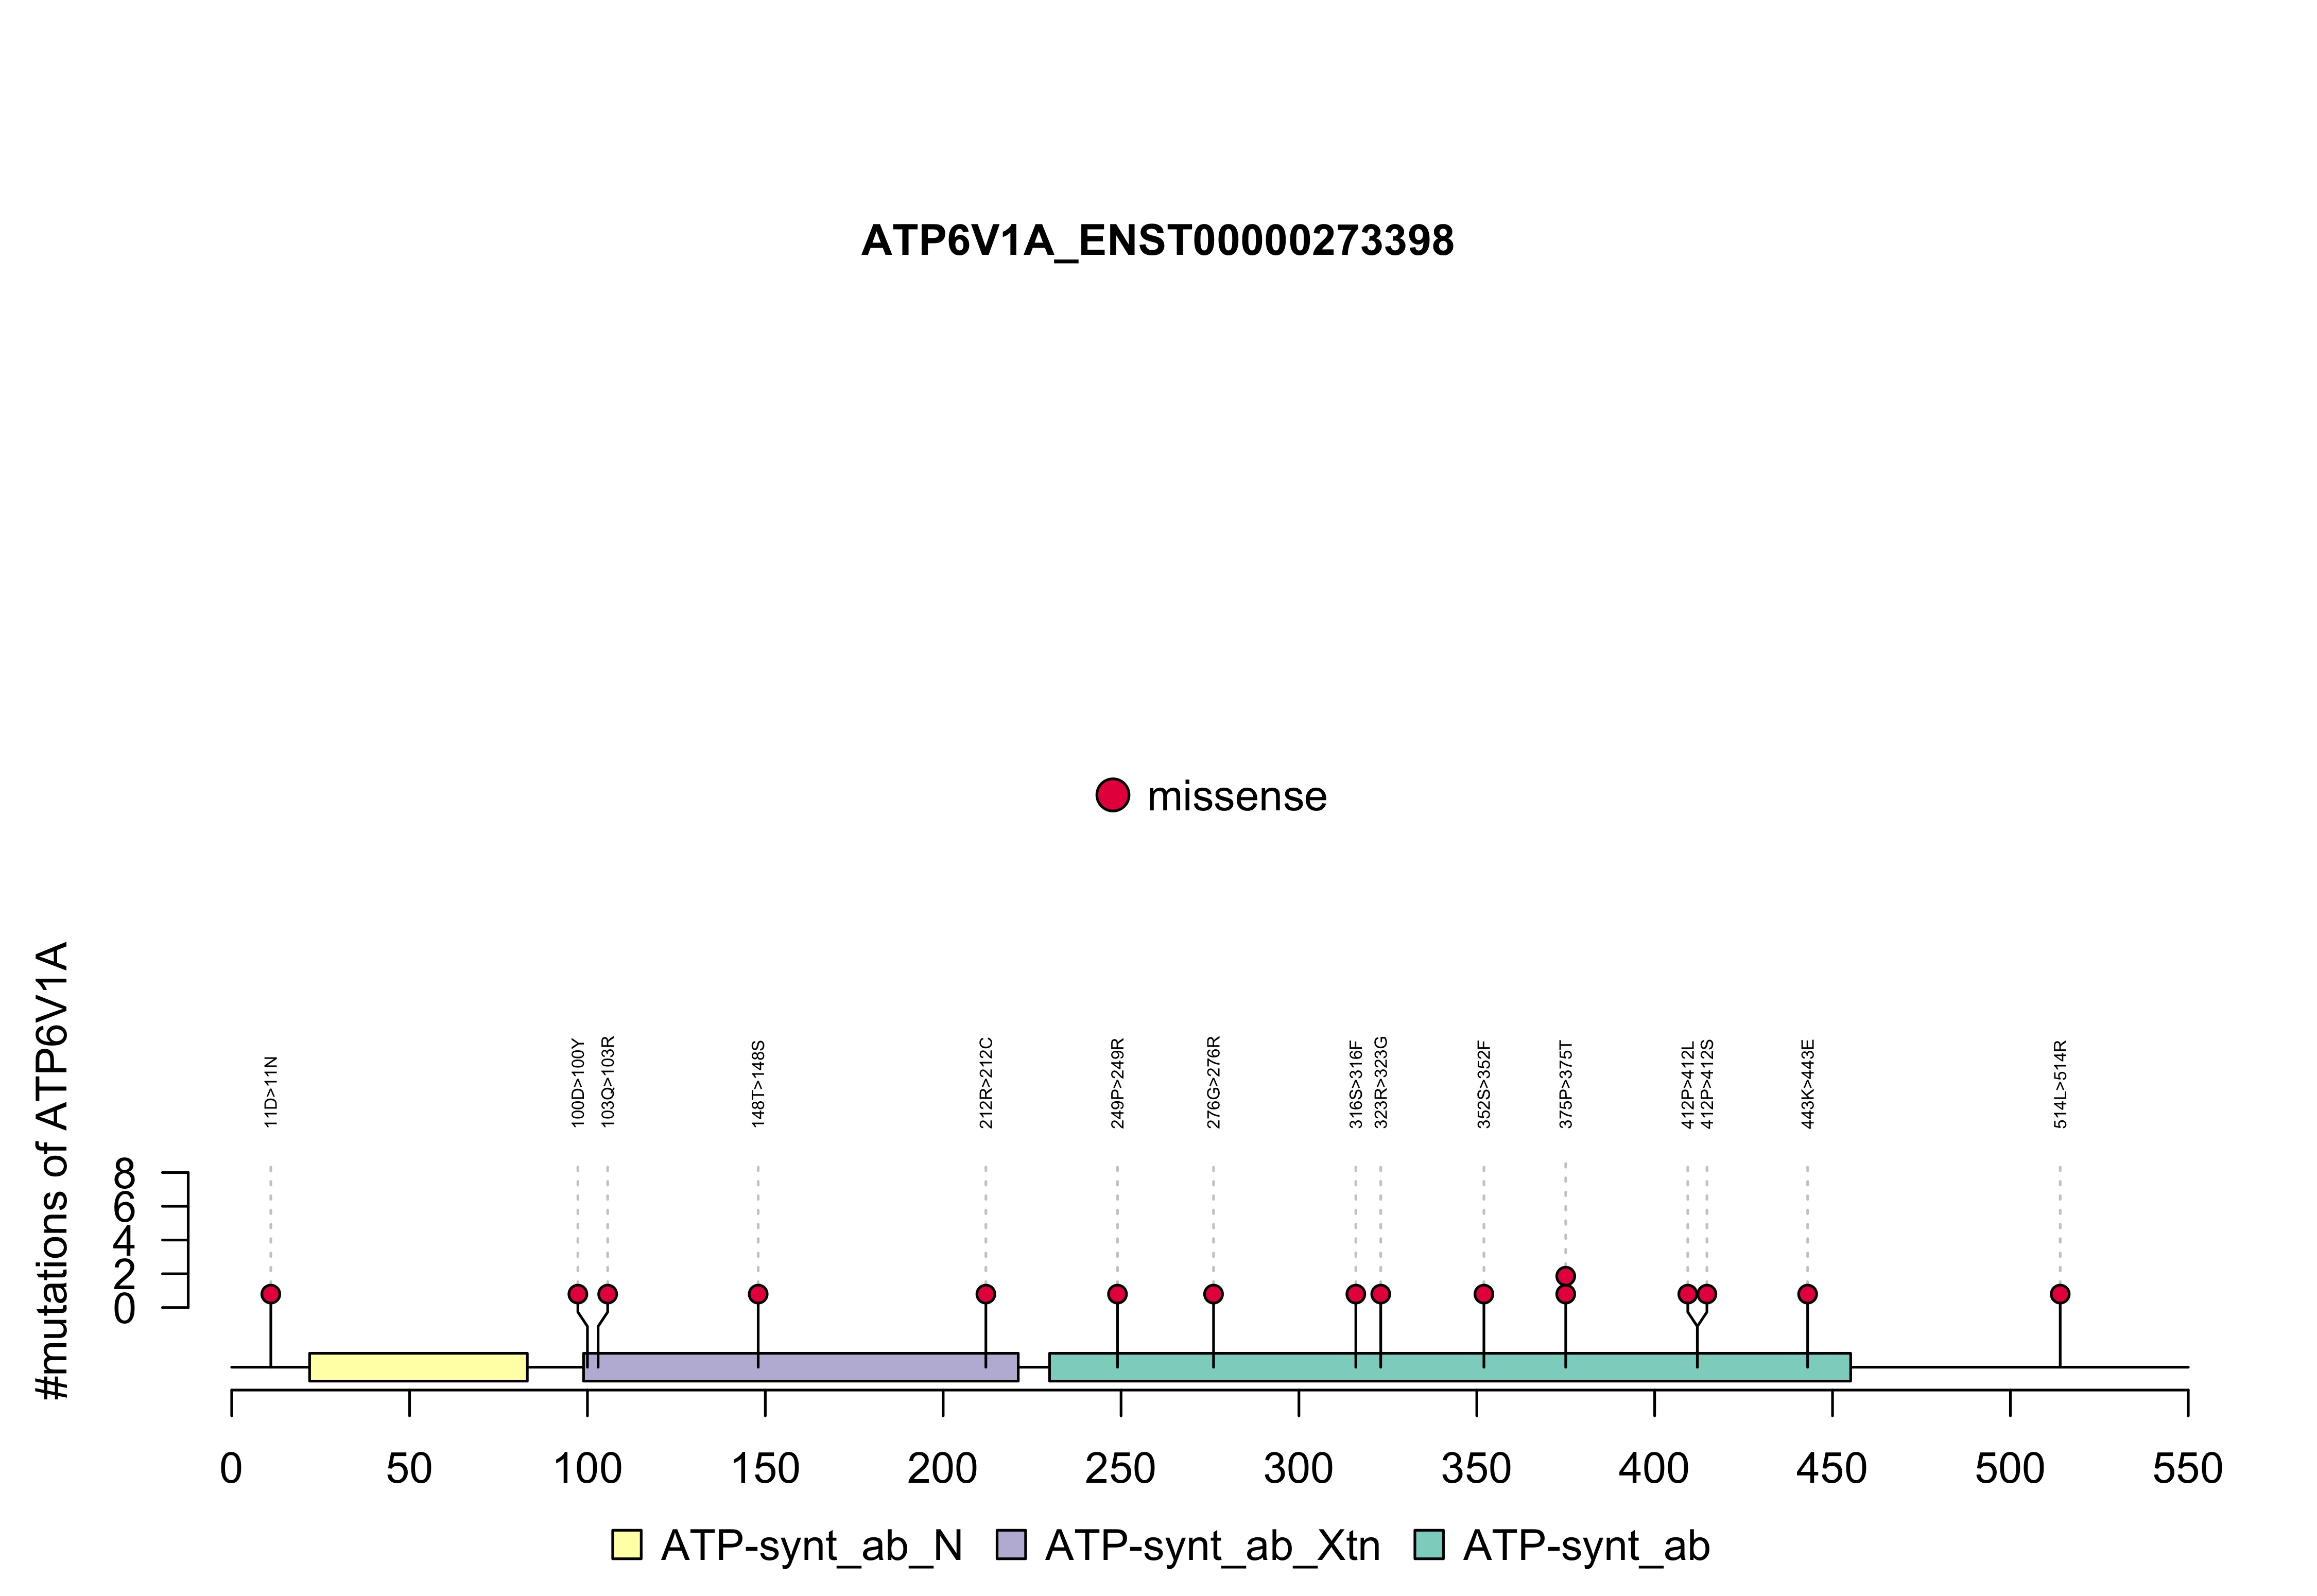 ATP6V1A_ENST00000273398
missense
#mutations of ATP6V1A
11D>11N
100D>100Y
103Q>103R
148T>148S
212R>212C
249P>249R
276G>276R
316S>316F
323R>323G
352S>352F
375P>375T
412P>412L
412P>412S
443K>443E
514L>514R
8
6
4
2
0
0 50 100 150 200 250 300 350 400 450 500 550
ATP-synt_ab_N ATP-synt_ab_Xtn ATP-synt_ab